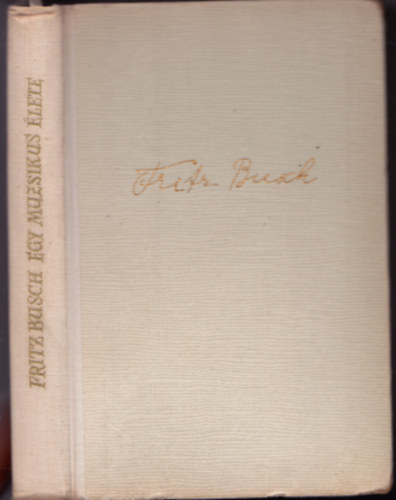 FRITZ BUSCH EGY MUZSIKUS ÉLETE
Fritz Busch